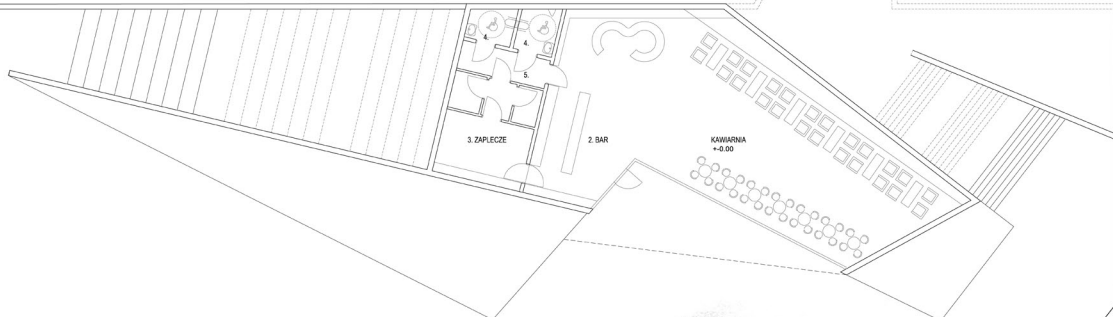 4.
4.
5.
3. ZAPLECZE
2. BAR
KAWIARNIA
+-0.00